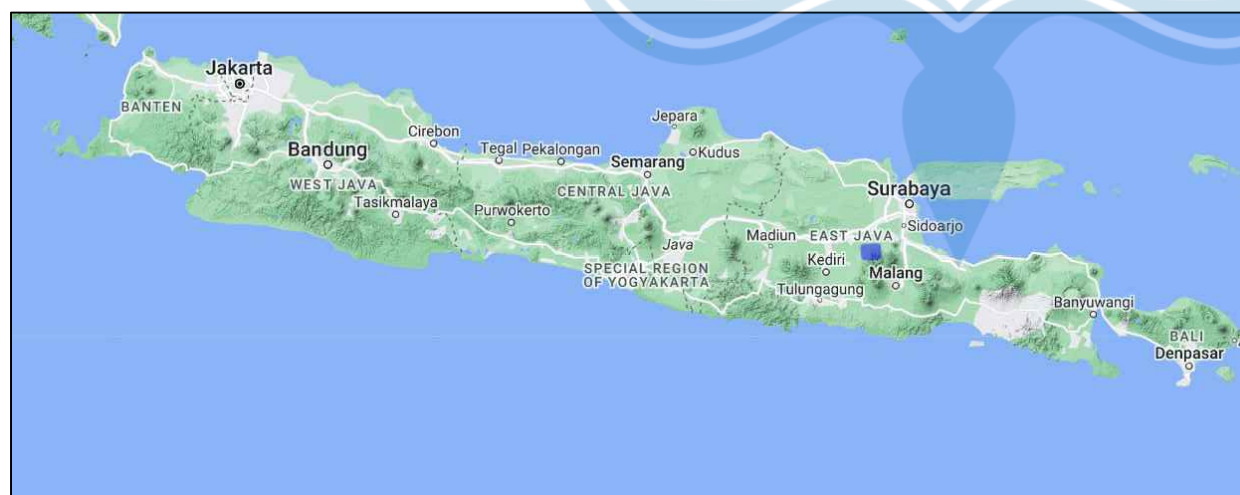 Jakarta
BANTEN
Cirebon
Bandung
WEST JAVA
Tasikmalaya
Tegal
Pekalongan
Purwokerto
CENTRAL JAVA
Semarang
Jepara
Kudus
Java
SPECIAL REGION
OF YOGYAKARTA
Surabaya
Sidoarjo
EAST JAVA
Madiun
Kediri
Malang
Tulungagung
Banyuwangi
BALI
Denpasar